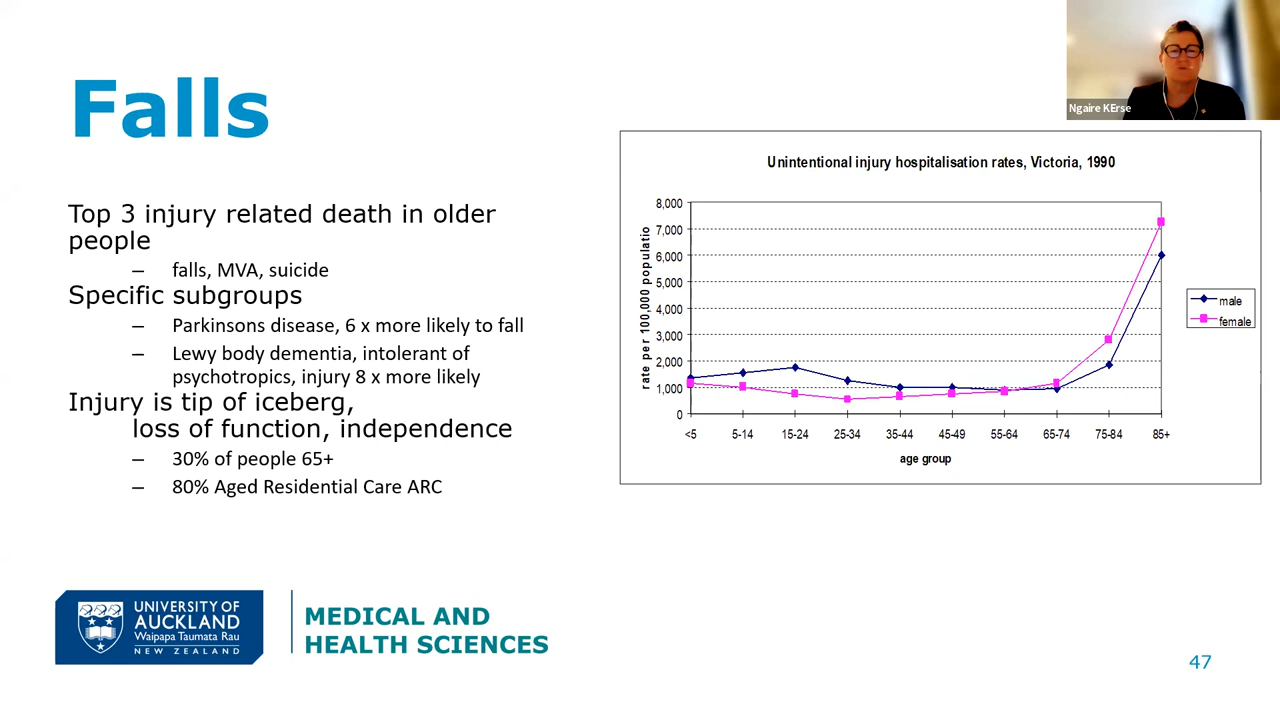 Falls
Top 3 injury related death in older
people
– falls, MVA, suicide
Specific subgroups
– Parkinsons disease, 6 x more likely to fall
– Lewy body dementia, intolerant of
psychotropics, injury 8 x more likely
Injury is tip of iceberg,
loss of function, independence
– 30% of people 65+
– 80% Aged Residential Care ARC
Ngaire KErse
Unintentional injury hospitalisation rates, Victoria, 1990
rate per 100,000 populatio
8,000
7,000
6,000
5,000
4,000
3,000
2,000
1,000
0
<5 5-14 15-24 25-34 35-44 45-49 55-64 65-74 75-84 85+
age group
male
female
UNIVERSITY OF
AUCKLAND
Waipapa Taumata Rau
NEW ZEALAND
MEDICAL AND
HEALTH SCIENCES
47